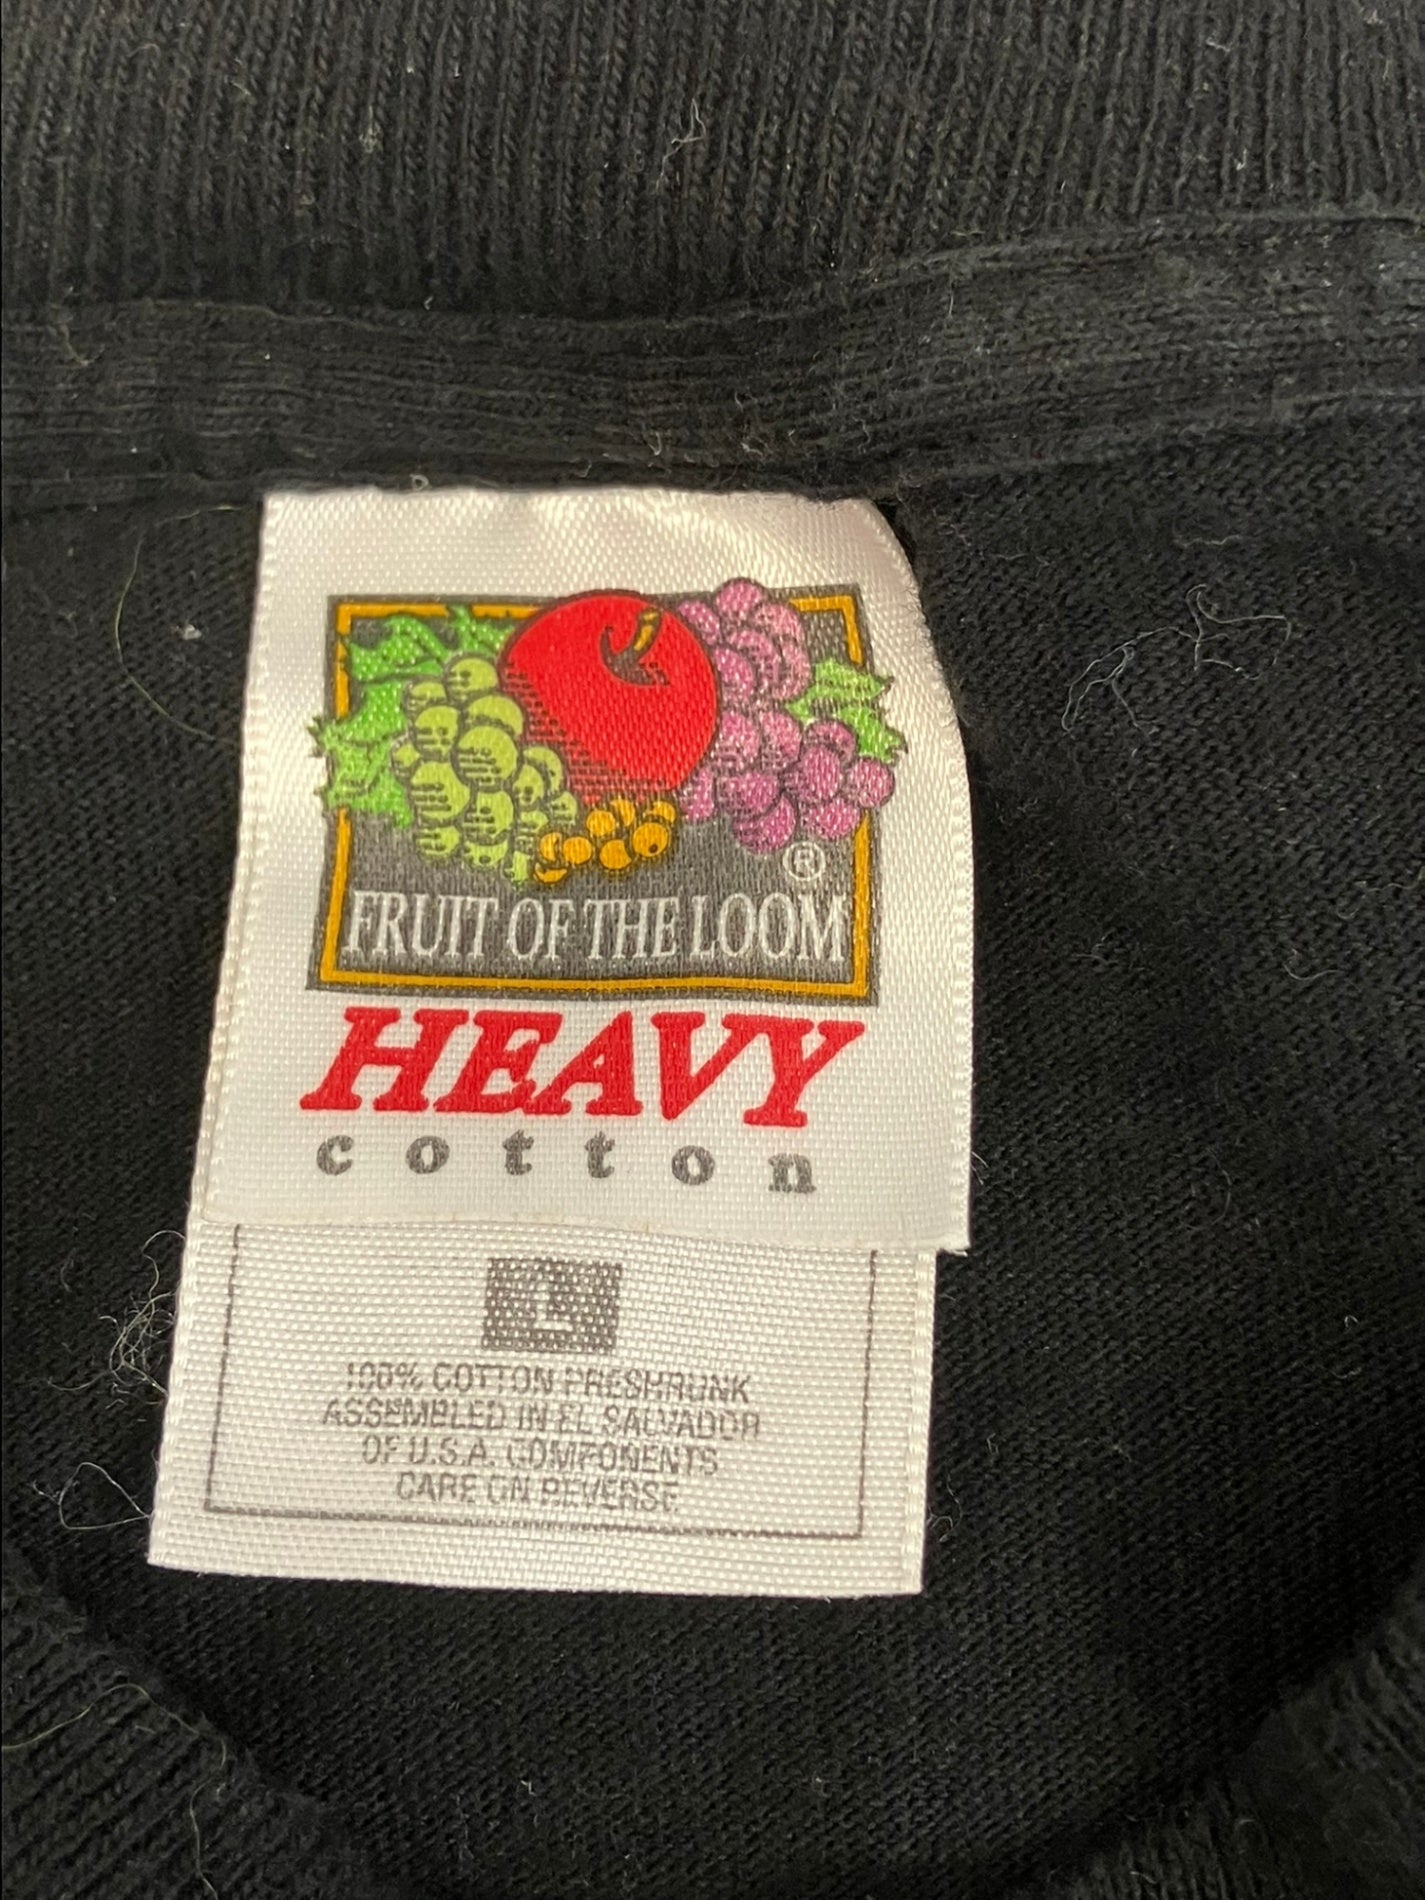 ®
FRUIT OF THE LOOM
HEAVY
cotton
L
100% COTTON PRESHRUNK
ASSEMBLED IN EL SALVADOR
OF U.S.A. COMPONENTS
CARE ON REVERSE